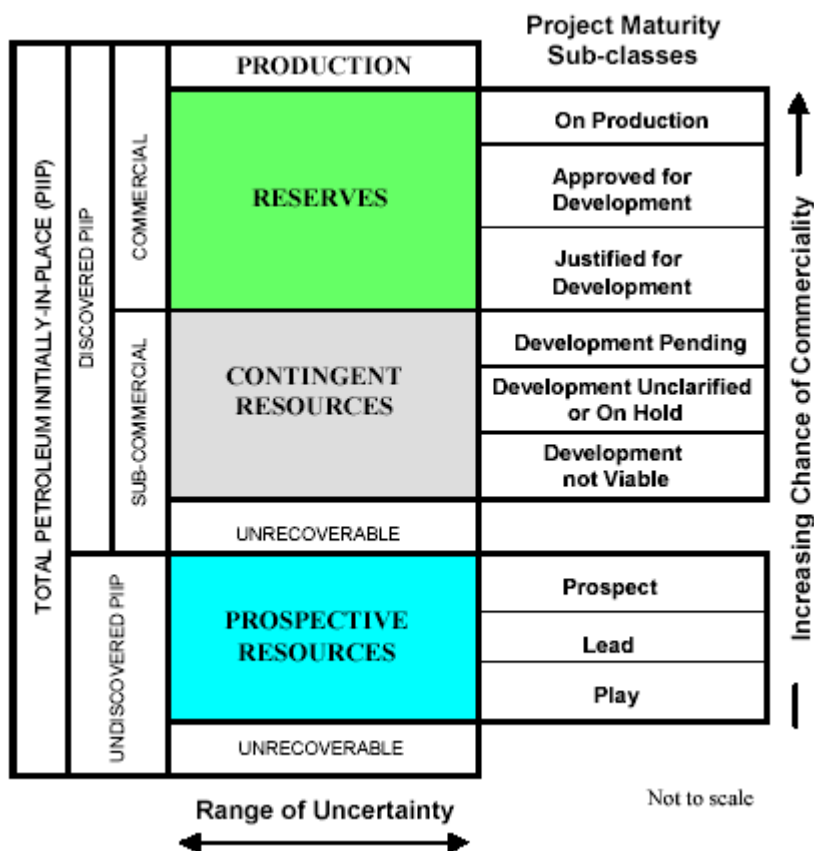 Project Maturity
Sub-classes
PRODUCTION
RESERVES
On Production
Approved for
Development
Justified for
Development
CONTINGENT
RESOURCES
Development Pending
Development Unclarified
or On Hold
Development
not Viable
UNRECOVERABLE
PROSPECTIVE
RESOURCES
Prospect
Lead
Play
UNRECOVERABLE
TOTAL PETROLEUM INITIALLY-IN-PLACE (PIIP)
DISCOVERED PIIP
UNDISCOVERED PIIP
COMMERCIAL
SUB-COMMERCIAL
Increasing Chance of Commerciality
Range of Uncertainty
Not to scale